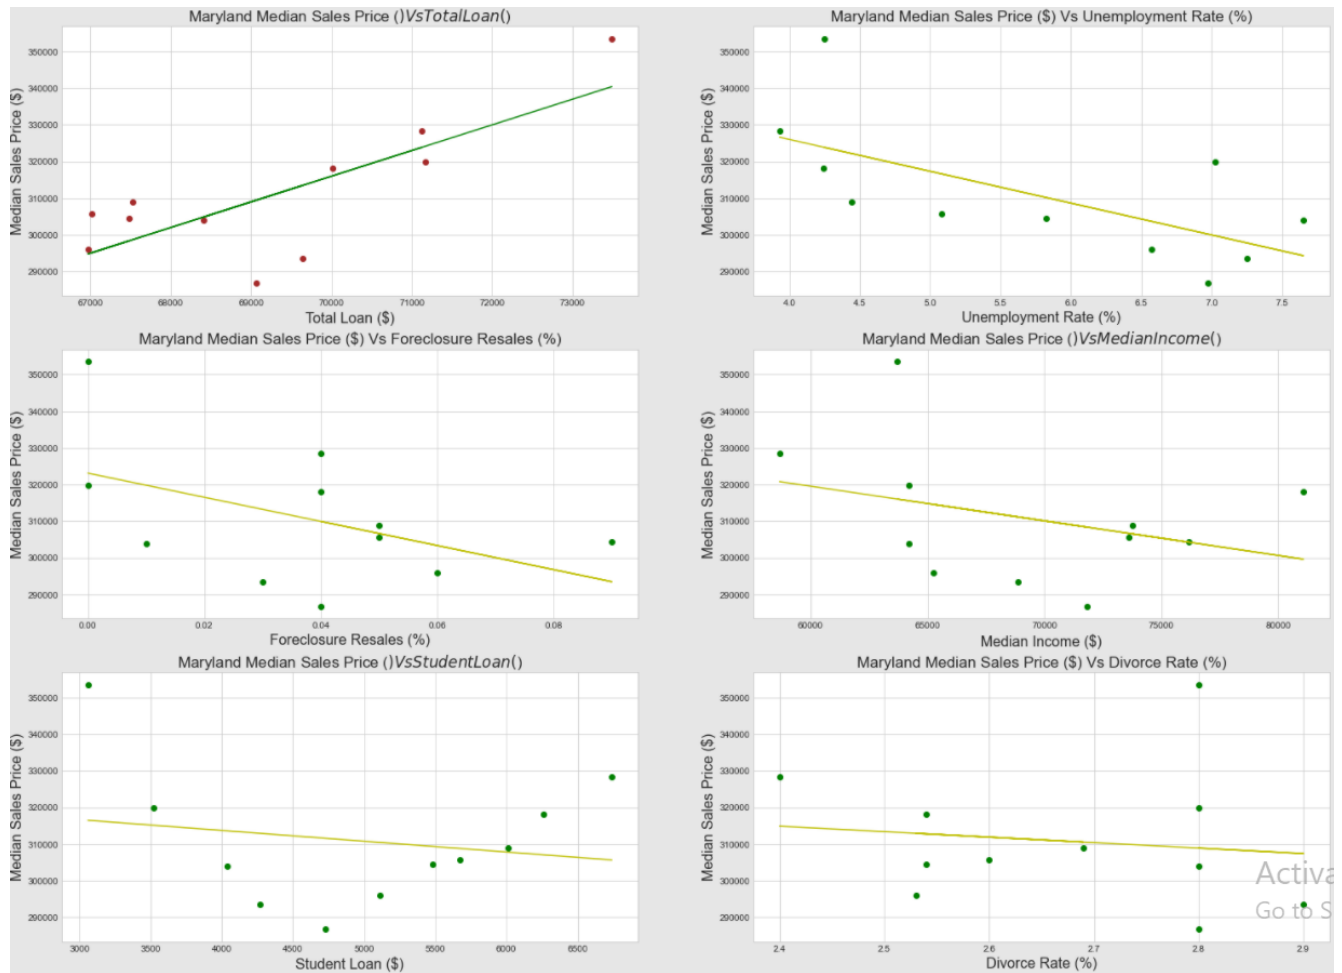 Maryland Median Sales Price ()VsTotalLoan()
Median Sales Price ($)
350000
340000
330000
320000
310000
300000
290000
67000 68000 69000 70000 71000 72000 73000
Total Loan ($)
Maryland Median Sales Price ($) Vs Unemployment Rate (%)
Median Sales Price ($)
350000
340000
330000
320000
310000
300000
290000
4.0 4.5 5.0 5.5 6.0 6.5 7.0 7.5
Unemployment Rate (%)
Maryland Median Sales Price ($) Vs Foreclosure Resales (%)
Median Sales Price ($)
350000
340000
330000
320000
310000
300000
290000
0.00 0.02 0.04 0.06 0.08
Foreclosure Resales (%)
Maryland Median Sales Price ()VsMedianIncome()
Median Sales Price ($)
350000
340000
330000
320000
310000
300000
290000
60000 65000 70000 75000 80000
Median Income ($)
Maryland Median Sales Price ()VsStudentLoan()
Median Sales Price ($)
350000
340000
330000
320000
310000
300000
290000
3000 3500 4000 4500 5000 5500 6000 6500
Student Loan ($)
Maryland Median Sales Price ($) Vs Divorce Rate (%)
Median Sales Price ($)
350000
340000
330000
320000
310000
300000
290000
2.4 2.5 2.6 2.7 2.8 2.9
Divorce Rate (%)
Activa
Go to S